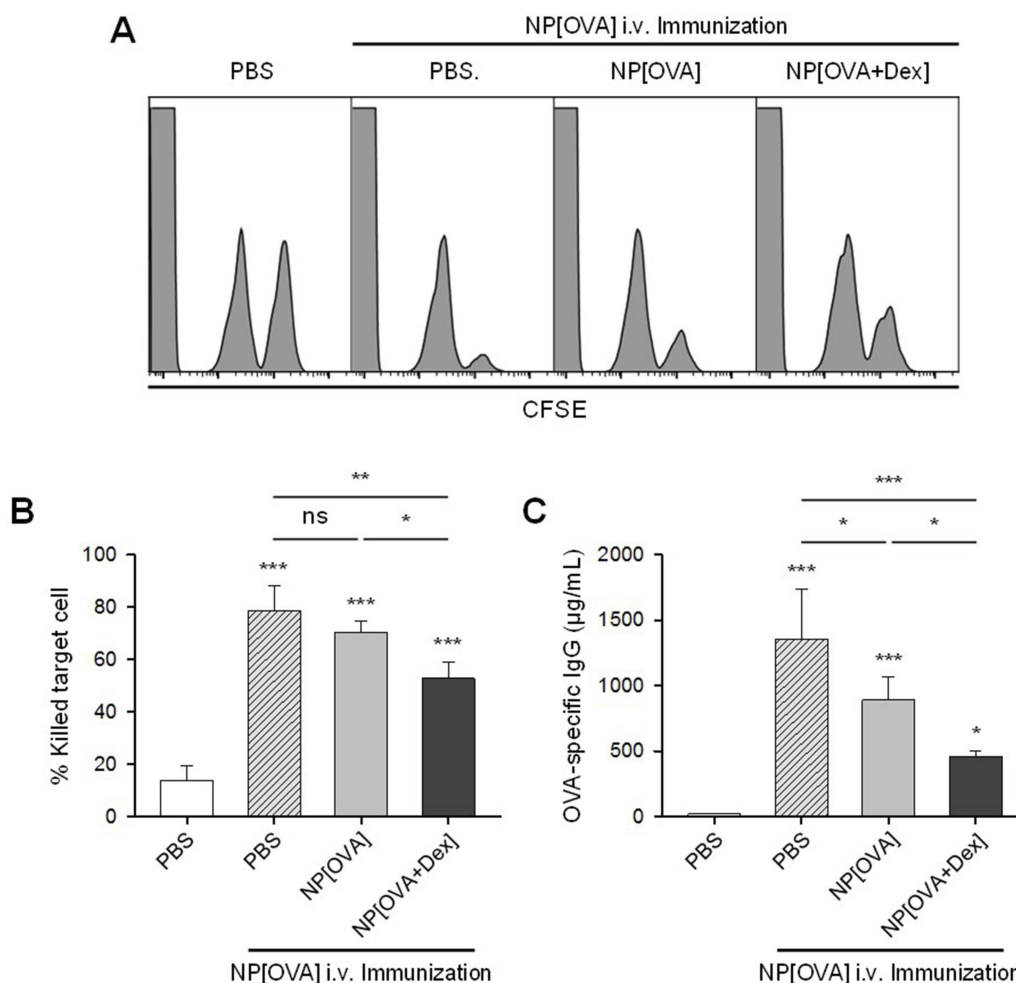 A
NP[OVA] i.v. Immunization
PBS
PBS.
NP[OVA]
NP[OVA+Dex]
CFSE
B
**
ns
*
% Killed target cell
100
80
60
40
20
0
***
***
***
PBS
PBS
NP[OVA]
NP[OVA+Dex]
NP[OVA] i.v. Immunization
C
***
*
*
OVA-specific IgG (µg/mL)
2000
1500
1000
500
0
***
***
*
PBS
PBS
NP[OVA]
NP[OVA+Dex]
NP[OVA] i.v. Immunization